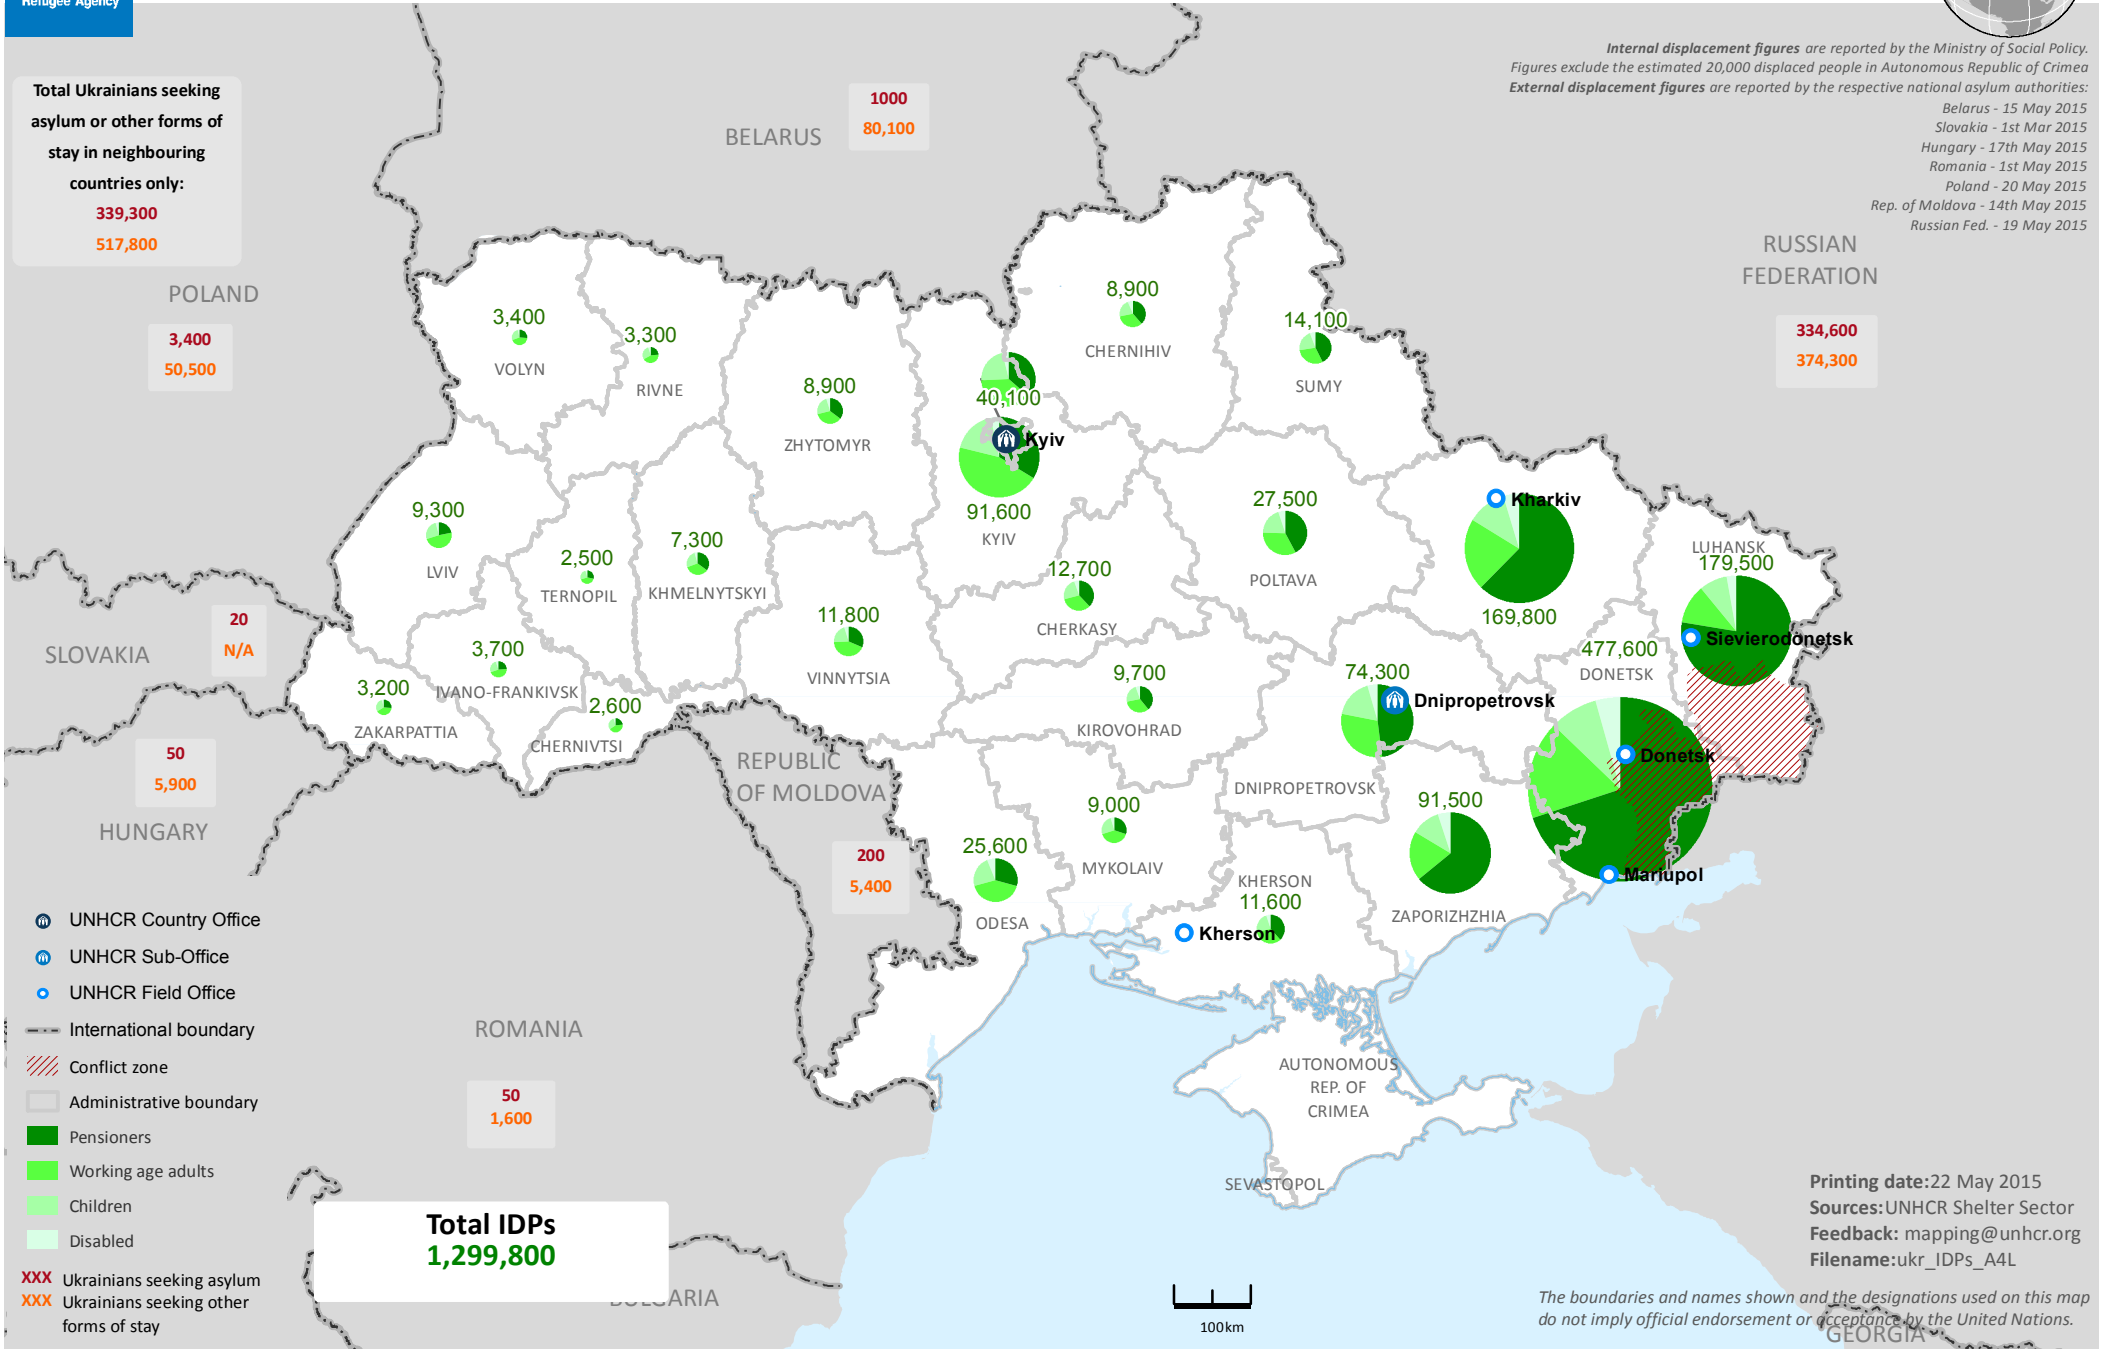 Refugee Agency
Total Ukrainians seeking
asylum or other forms of
stay in neighbouring
countries only:
339,300
517,800
Internal displacement figures are reported by the Ministry of Social Policy.
Figures exclude the estimated 20,000 displaced people in Autonomous Republic of Crimea
External displacement figures are reported by the respective national asylum authorities:
Belarus - 15 May 2015
Slovakia - 1st Mar 2015
Hungary - 17th May 2015
Romania - 1st May 2015
Poland - 20 May 2015
Rep. of Moldova - 14th May 2015
Russian Fed. - 19 May 2015
BELARUS
1000
80,100
RUSSIAN
FEDERATION
334,600
374,300
POLAND
3,400
50,500
3,400
VOLYN
3,300
RIVNE
8,900
ZHYTOMYR
40,100
Kyiv
91,600
KYIV
8,900
CHERNIHIV
14,100
SUMY
9,300
LVIV
2,500
TERNOPIL
7,300
KHMELNYTSKYI
11,800
VINNYTSIA
12,700
CHERKASY
27,500
POLTAVA
Kharkiv
169,800
LUHANSK
179,500
Sievierodonetsk
477,600
DONETSK
Donetsk
Mariupol
SLOVAKIA
20
N/A
3,200
ZAKARPATTIA
3,700
IVANO-FRANKIVSK
2,600
CHERNIVTSI
9,700
KIROVOHRAD
74,300
Dnipropetrovsk
DNIPROPETROVSK
91,500
ZAPORIZHZHIA
50
5,900
HUNGARY
REPUBLIC
OF MOLDOVA
200
5,400
25,600
ODESA
9,000
MYKOLAIV
KHERSON
11,600
Kherson
ROMANIA
50
1,600
AUTONOMOUS
REP. OF
CRIMEA
SEVASTOPOL
UNHCR Country Office
UNHCR Sub-Office
UNHCR Field Office
International boundary
Conflict zone
Administrative boundary
Pensioners
Working age adults
Children
Disabled
XXX Ukrainians seeking asylum
XXX Ukrainians seeking other
forms of stay
Total IDPs
1,299,800
BULGARIA
100km
Printing date:22 May 2015
Sources:UNHCR Shelter Sector
Feedback: mapping@unhcr.org
Filename:ukr_IDPs_A4L
The boundaries and names shown and the designations used on this map
do not imply official endorsement or acceptance by the United Nations.
GEORGIA